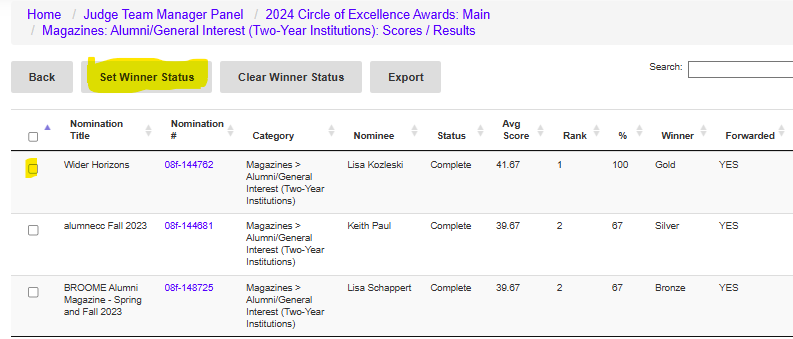 Home / Judge Team Manager Panel / 2024 Circle of Excellence Awards: Main
/ Magazines: Alumni/General Interest (Two-Year Institutions): Scores / Results
Back Set Winner Status Clear Winner Status Export Search:
Nomination Title Nomination # Category Nominee Status Avg Score Rank % Winner Forwarded
Wider Horizons 08f-144762 Magazines > Lisa Kozleski Complete 41.67 1 100 Gold YES
Alumni/General
Interest (Two-Year
Institutions)
alumnecc Fall 2023 08f-144681 Magazines > Keith Paul Complete 39.67 2 67 Silver YES
Alumni/General
Interest (Two-Year
Institutions)
BROOME Alumni 08f-148725 Magazines > Lisa Schappert Complete 39.67 2 67 Bronze YES
Magazine - Spring Alumni/General
and Fall 2023 Interest (Two-Year
Institutions)